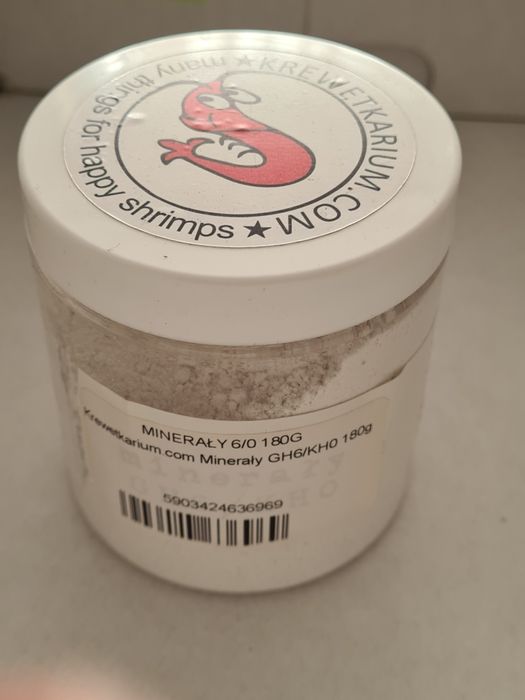 ★ KREWETKARIUM.COM ★
many things for happy shrimps
MINERAŁY 6/0 180G
Krewetkarium.com Minerały GH6/KH0 180g
5903424636969